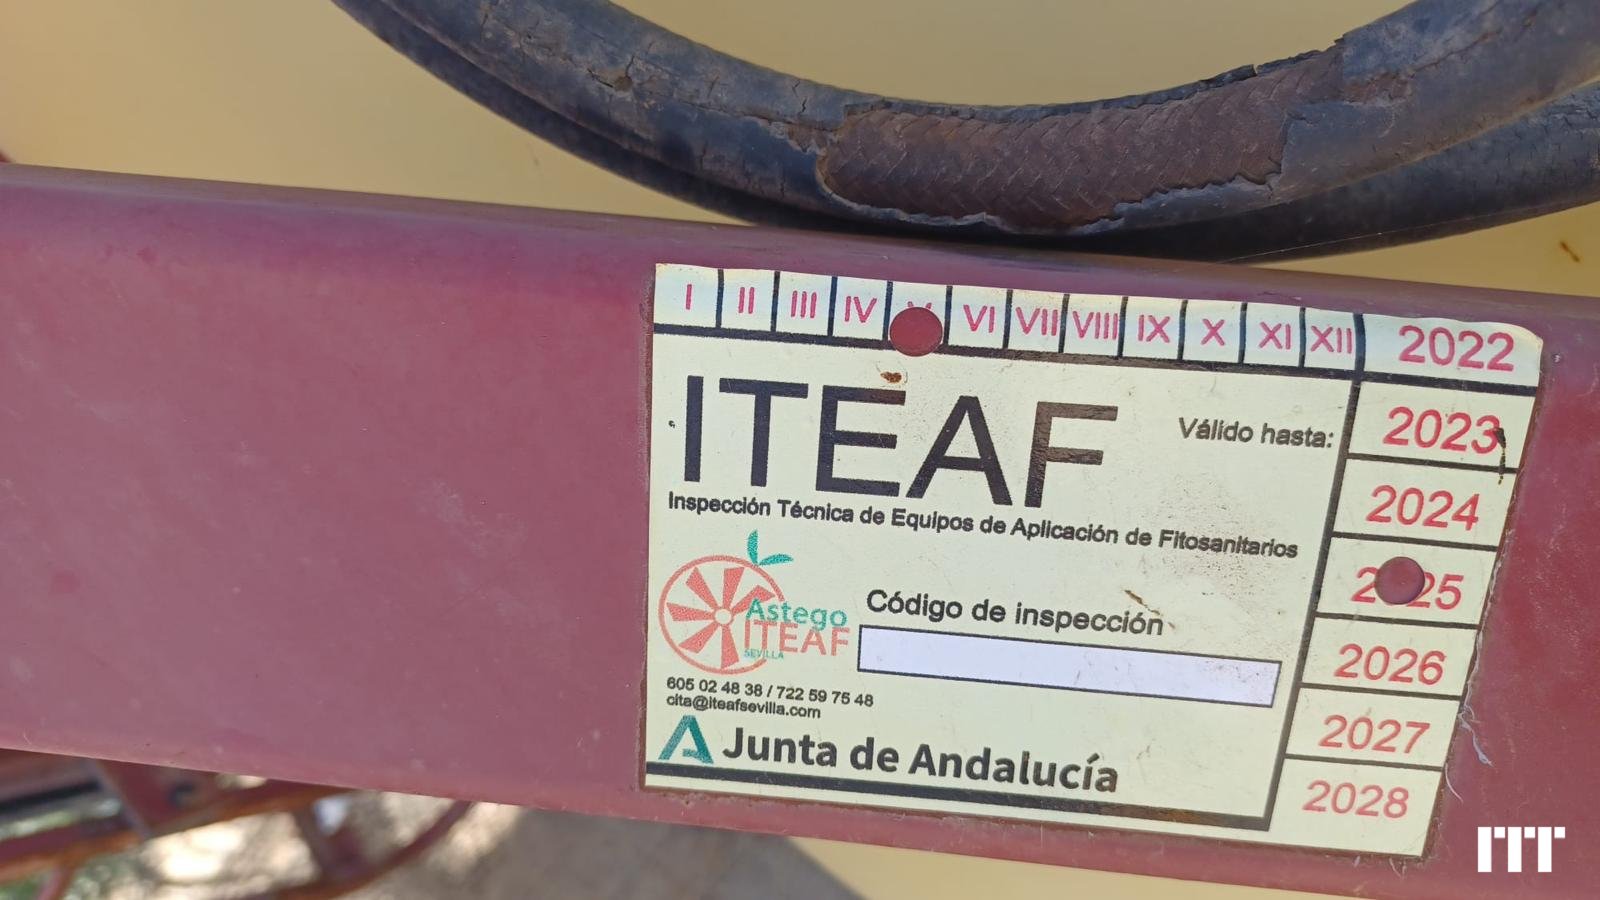 I II III IV V VI VII VIII IX X XI XII 2022
ITEAF
Válido hasta:
2023
Inspección Técnica de Equipos de Aplicación de Fitosanitarios
2024
2025
Astego
ITEAF
SEVILLA
Código de inspección
2026
605 02 48 38 / 722 59 75 48
cita@iteafsevilla.com
2027
Junta de Andalucía
2028
ITT